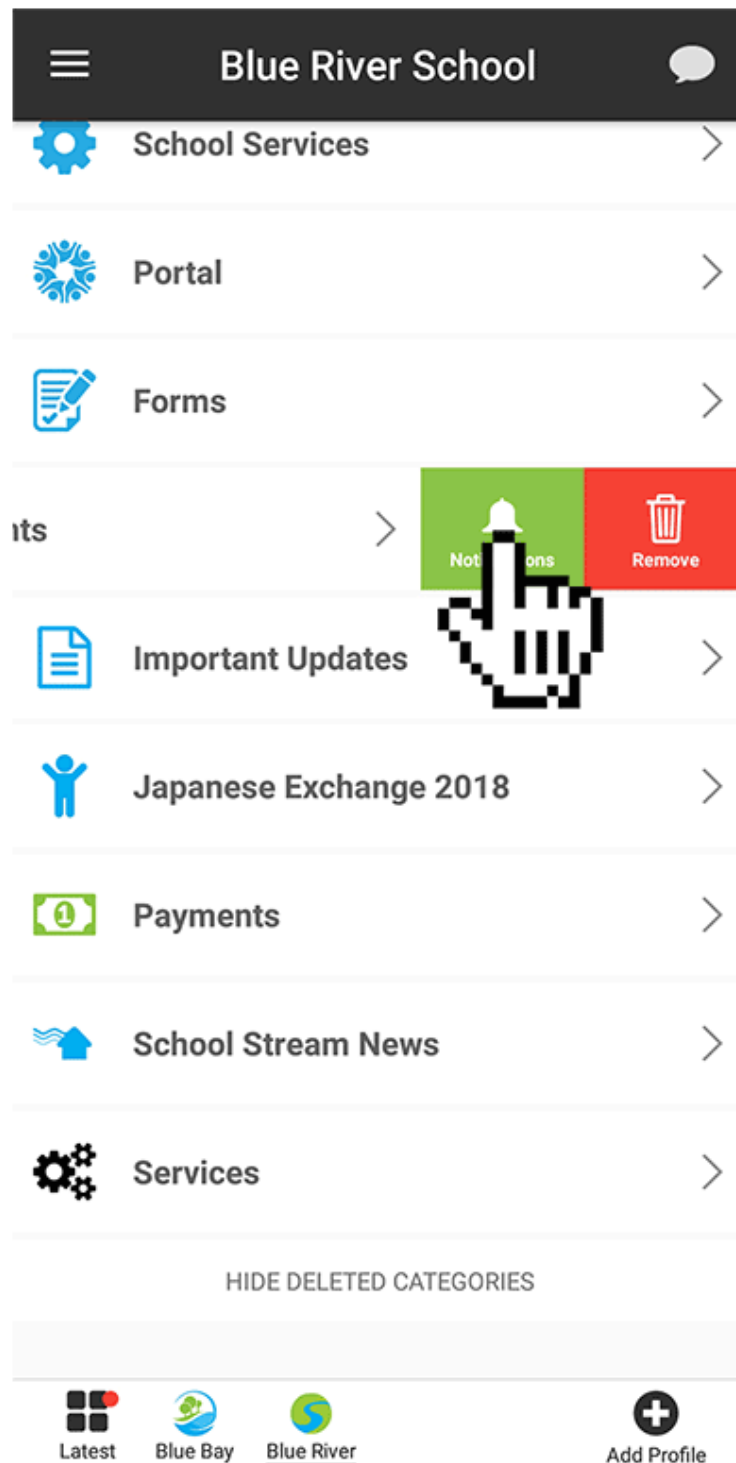 Blue River School
School Services
Portal
Forms
nts
Remove
Important Updates
Japanese Exchange 2018
1
Payments
School Stream News
Services
HIDE DELETED CATEGORIES
Latest
Blue Bay
Blue River
Add Profile